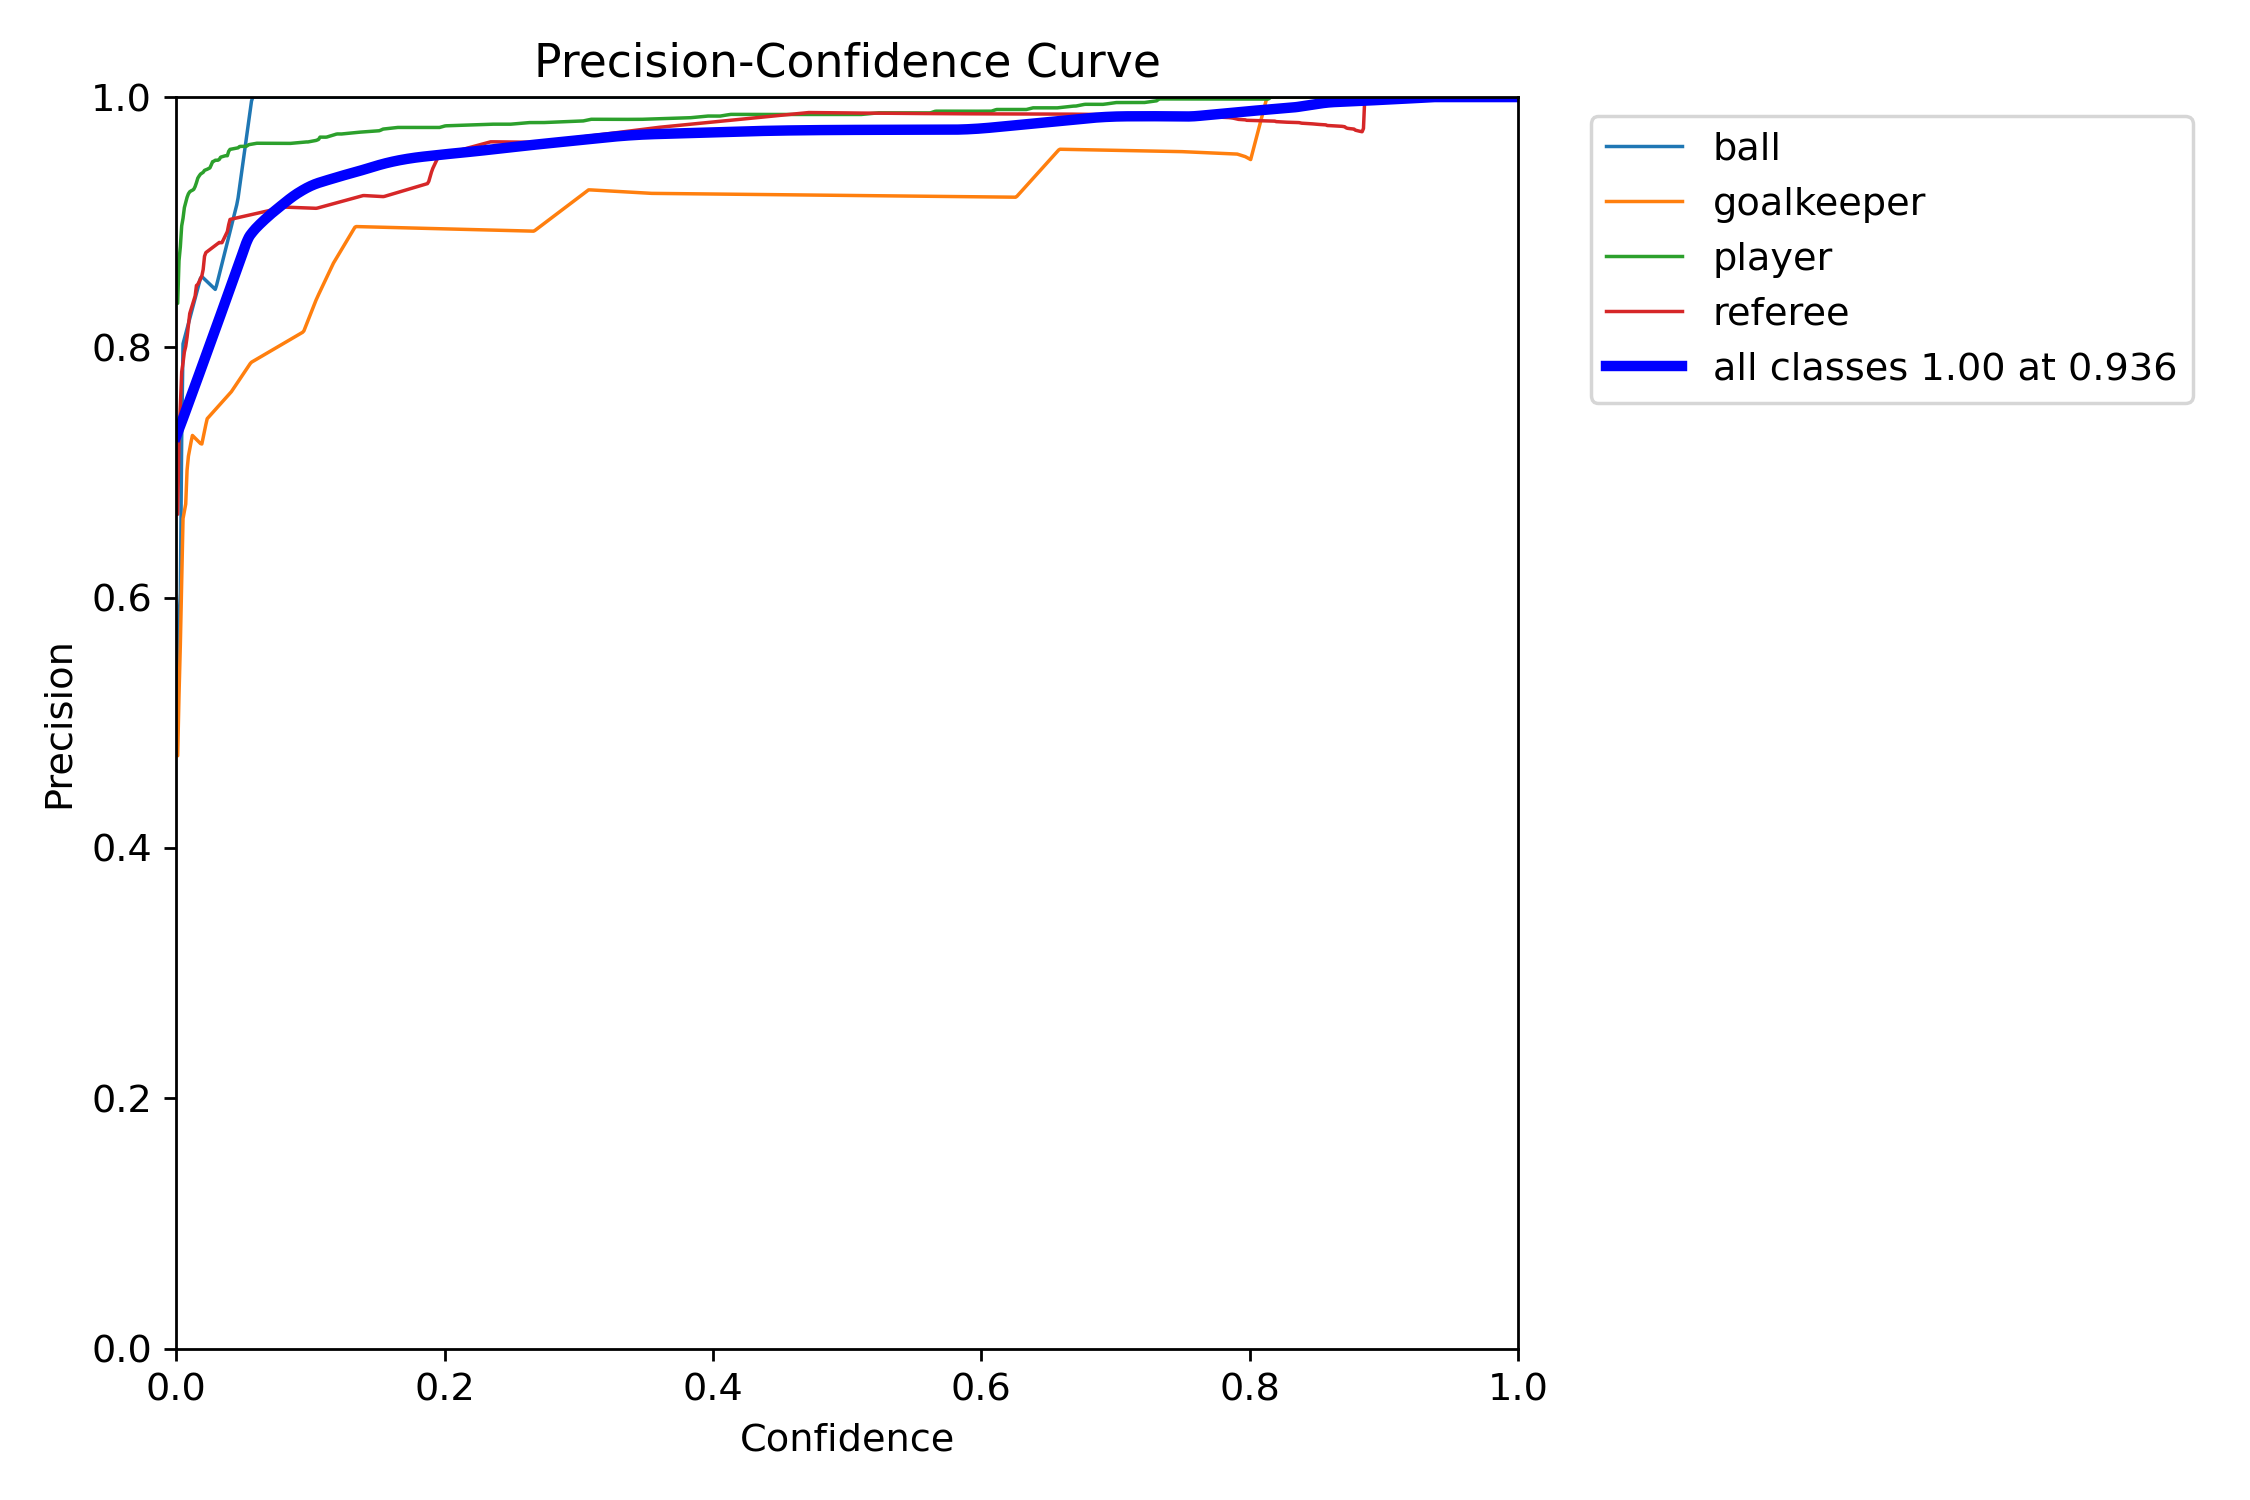 Precision-Confidence Curve
1.0
0.8
0.6
0.4
0.2
0.0
Precision
0.0 0.2 0.4 0.6 0.8 1.0
Confidence
ball
goalkeeper
player
referee
all classes 1.00 at 0.936